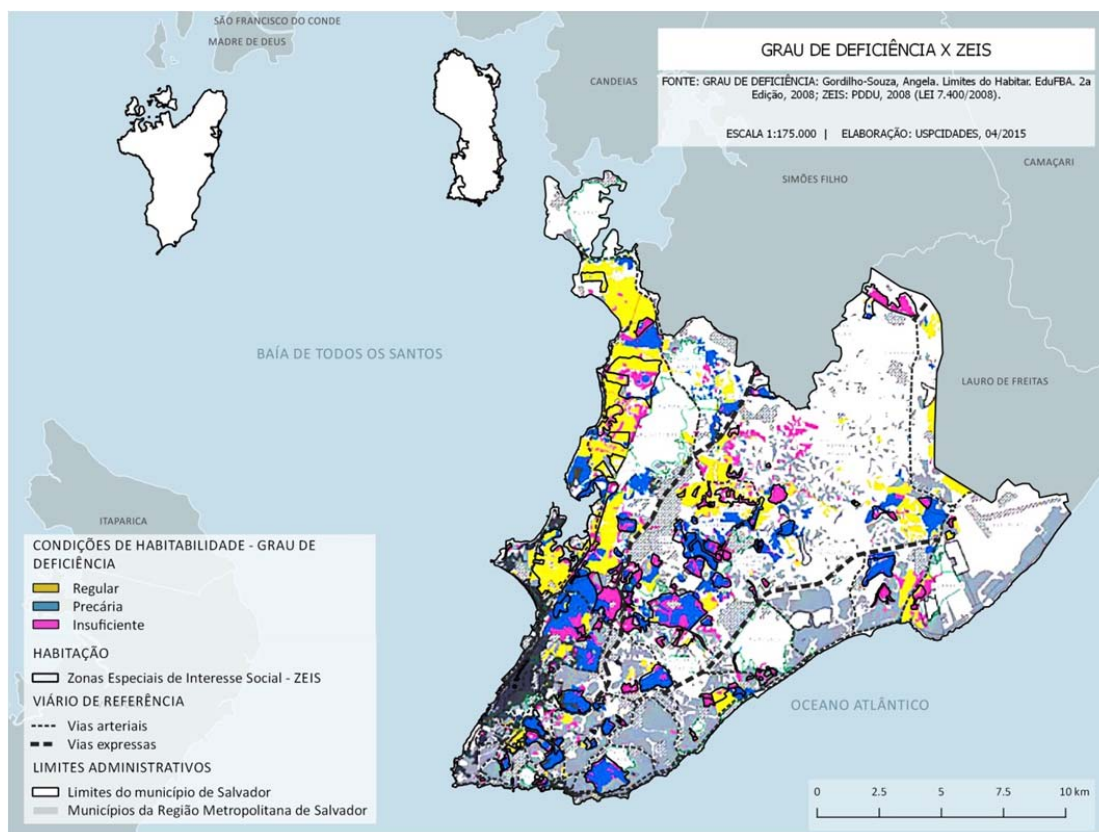 SÃO FRANCISCO DO CONDE
MADRE DE DEUS
CANDEIAS
GRAU DE DEFICIÊNCIA X ZEIS
FONTE: GRAU DE DEFICIÊNCIA: Gordilho-Souza, Angela. Limites do Habitar. EduFBA. 2a
Edição, 2008; ZEIS: PDDU, 2008 (LEI 7.400/2008).
ESCALA 1:175.000 | ELABORAÇÃO: USPCIDADES, 04/2015
CAMAÇARI
SIMÕES FILHO
BAÍA DE TODOS OS SANTOS
LAURO DE FREITAS
ITAPARICA
OCEANO ATLÂNTICO
CONDIÇÕES DE HABITABILIDADE - GRAU DE
DEFICIÊNCIA
Regular
Precária
Insuficiente
HABITAÇÃO
Zonas Especiais de Interesse Social - ZEIS
VIÁRIO DE REFERÊNCIA
Vias arteriais
Vias expressas
LIMITES ADMINISTRATIVOS
Limites do município de Salvador
Municípios da Região Metropolitana de Salvador
0 2.5 5 7.5 10 km